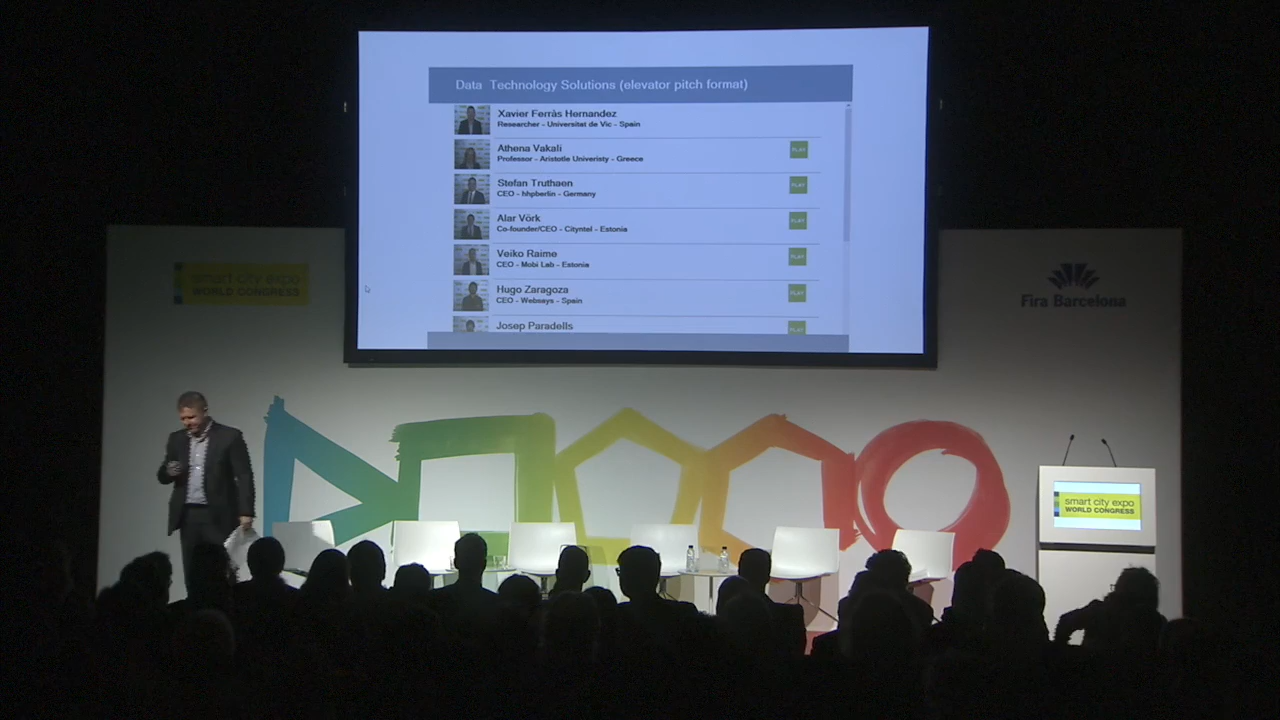 Data Technology Solutions (elevator pitch format)
Xavier Ferràs Hernandez
Researcher - Universitat de Vic - Spain
Athena Vakali
Professor - Aristotle Univeristy - Greece
PLAY
Stefan Truthaen
CEO - hhpberlin - Germany
PLAY
Alar Võrk
Co-founder/CEO - Cityntel - Estonia
PLAY
Veiko Raime
CEO - Mobi Lab - Estonia
PLAY
Hugo Zaragoza
CEO - Websays - Spain
PLAY
Josep Paradells
PLAY
smart city expo
WORLD CONGRESS
Fira Barcelona
smart city expo
WORLD CONGRESS